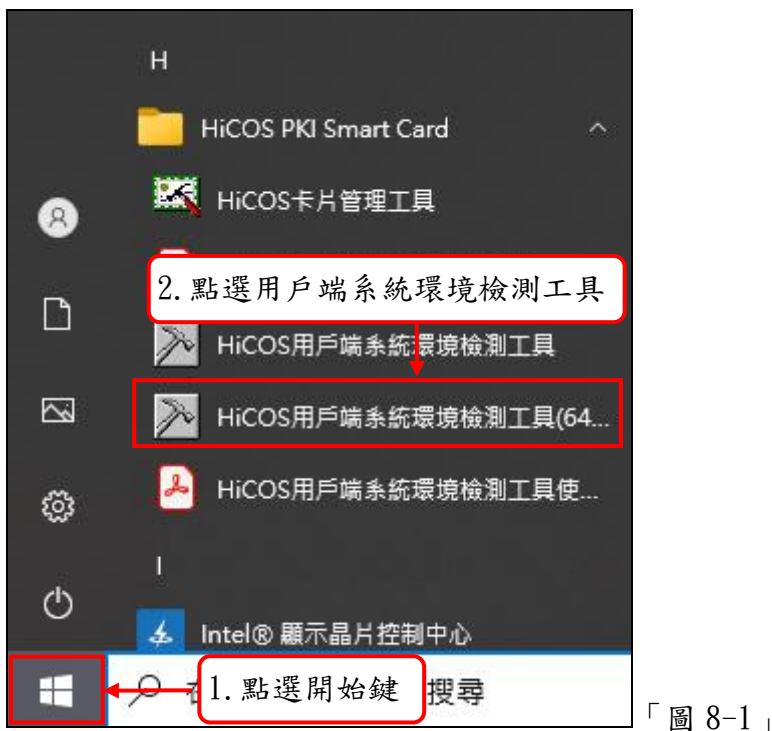 H
HiCOS PKI Smart Card
HiCOS卡片管理工具
2.點選用戶端系統環境檢測工具
HiCOS用戶端系統環境檢測工具
HiCOS用戶端系統環境檢測工具(64...
HiCOS用戶端系統環境檢測工具使...
I
Intel® 顯示晶片控制中心
1.點選開始鍵
搜尋
「圖 8-1」